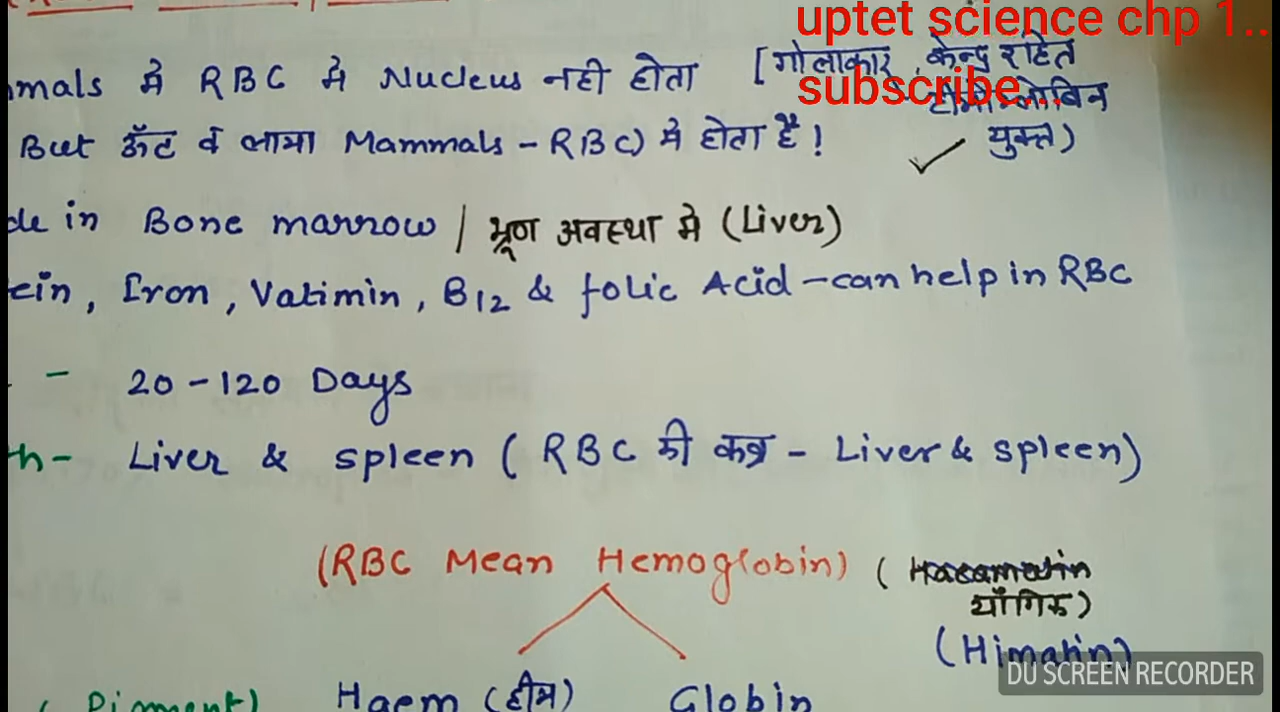 uptet science chp 1...
subscribe...
mals मे RBC मे Nucleus नही होता [गोलाकार, केन्द्र रहित
हीमोग्लोबिन
युक्त)
But ऊँट व लामा Mammals - RBC) मे होता है!
de in Bone marrow / भ्रूण अवस्था मे (Liver)
ein, Iron, Vatimin, B12 & folic Acid - can help in RBC
- 20 - 120 Days
h - Liver & spleen ( RBC की कब्र - Liver & spleen)
(RBC Mean Hemoglobin) (
यौगिक)
(Himatin)
( Pigment) Haem (हीम) Globin
DU SCREEN RECORDER